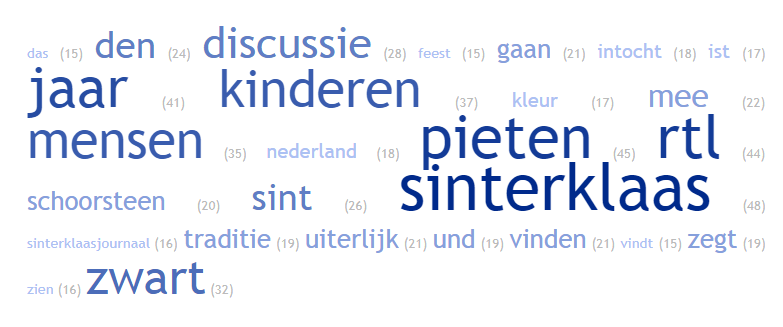 das (15) den (24) discussie (28) feest (15) gaan (21) intocht (18) ist (17)
jaar (41) kinderen (37) kleur (17) mee (22)
mensen (35) nederland (18) pieten (45) rtl (44)
schoorsteen (20) sint (26) sinterklaas (48)
sinterklaasjournaal (16) traditie (19) uiterlijk (21) und (19) vinden (21) vindt (15) zegt (19)
zien (16) zwart (32)